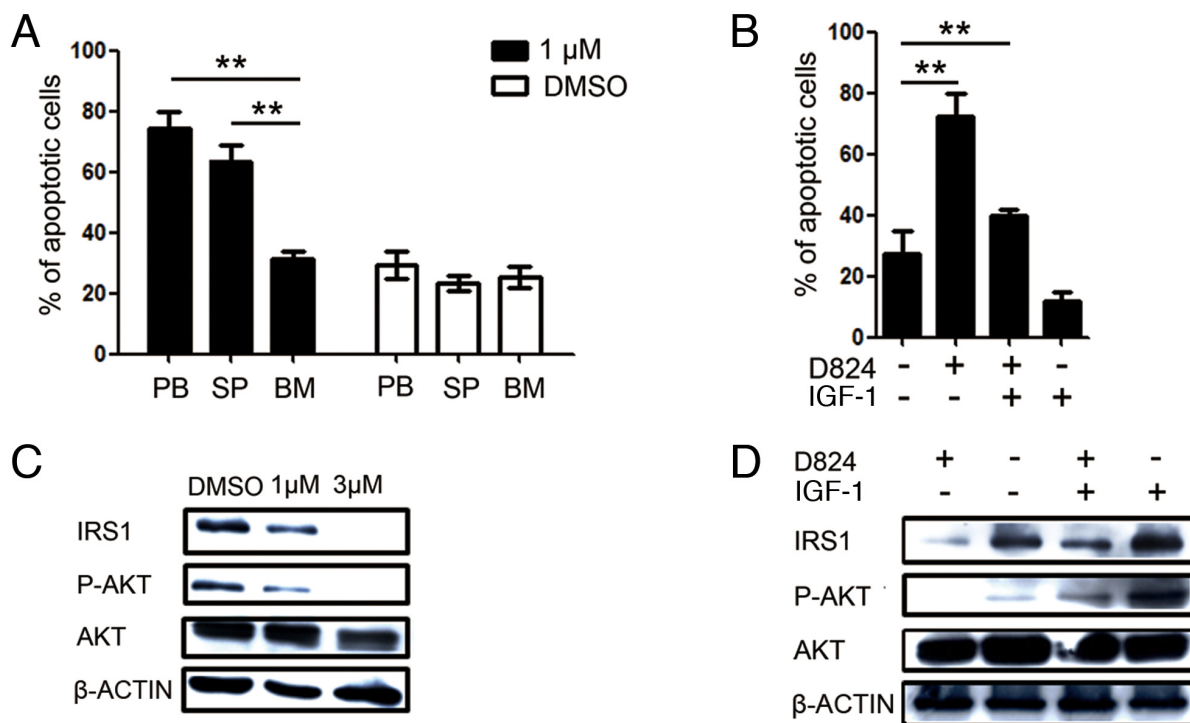 A
% of apoptotic cells
100
80
60
40
20
0
** 
**
1 μM
DMSO
PB SP BM PB SP BM
B
% of apoptotic cells
100
80
60
40
20
0
**
**
D824 - + + -
IGF-1 - - + +
C
DMSO 1μM 3μM
IRS1
P-AKT
AKT
β-ACTIN
D
D824 + - + -
IGF-1 - - + +
IRS1
P-AKT
AKT
β-ACTIN